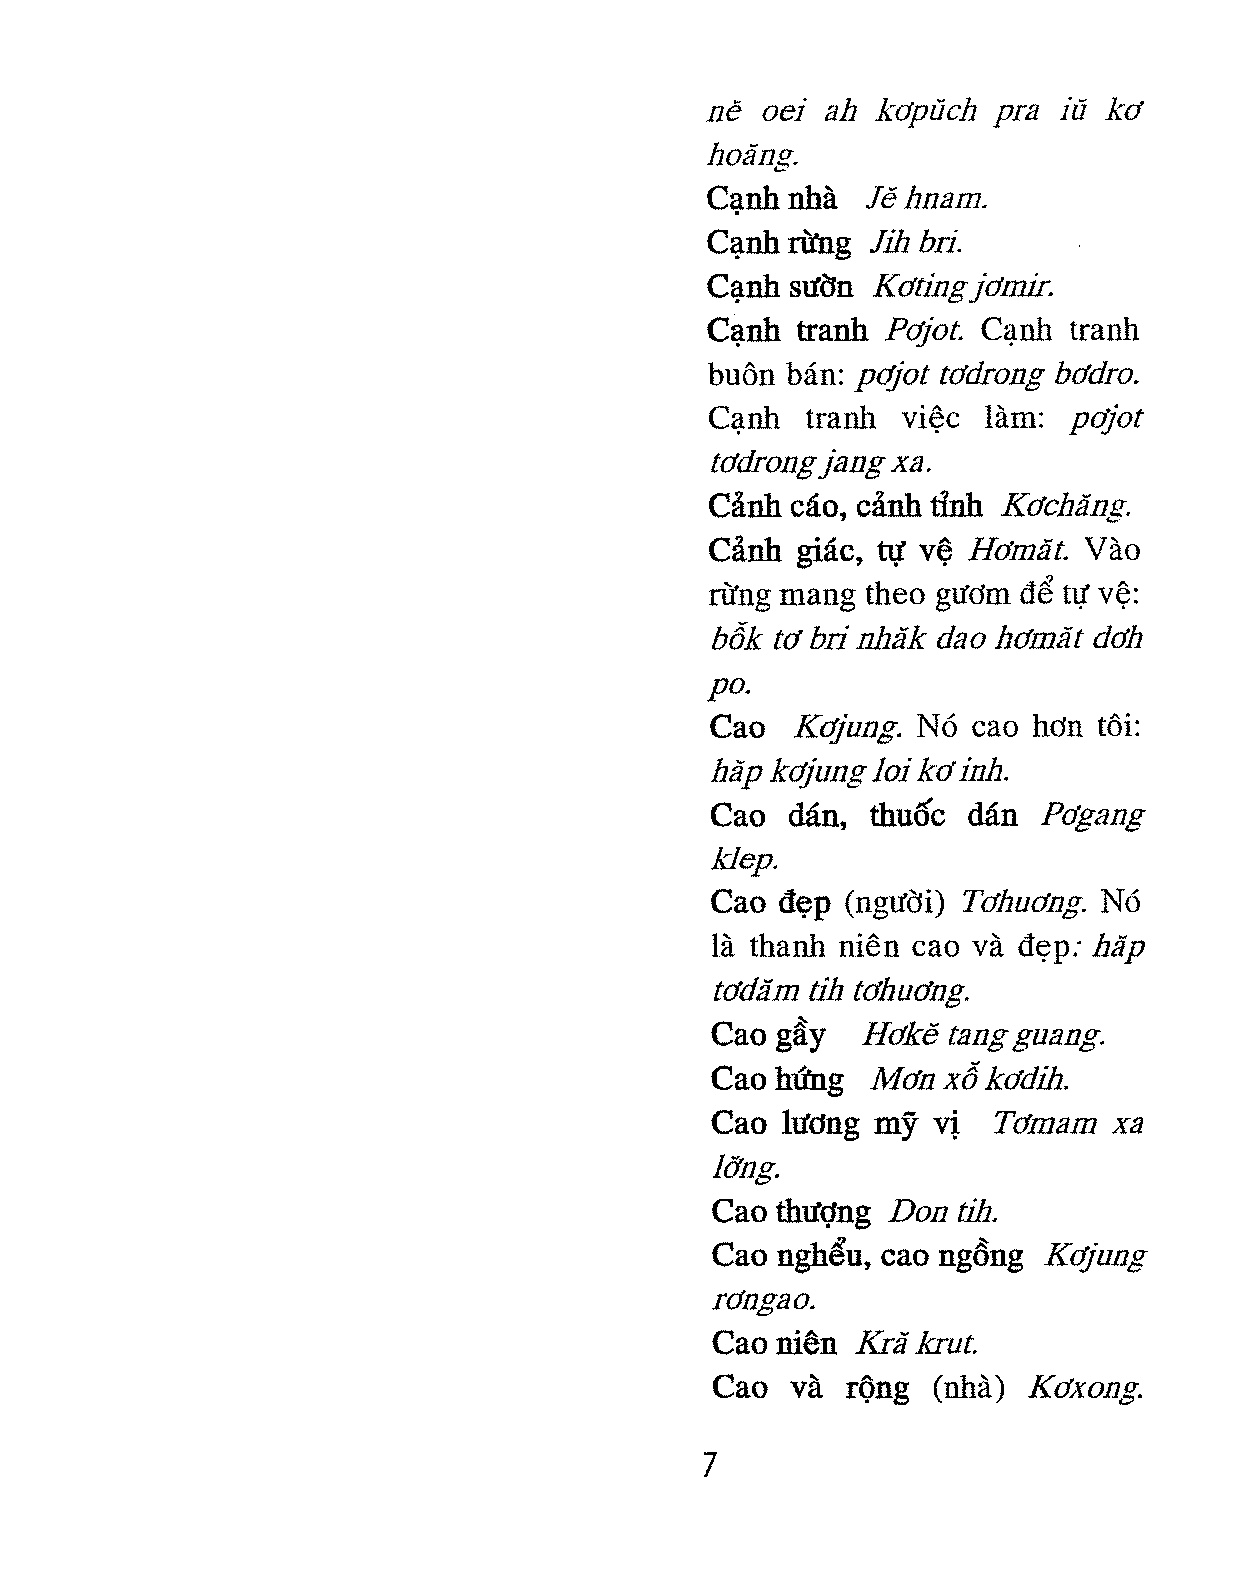 nĕ oei ah kơpŭch pra iŭ kơ
hoăng.
Cạnh nhà Jĕ hnam.
Cạnh rừng Jih bri.
Cạnh sườn Kơting jơmir.
Cạnh tranh Pơjot. Cạnh tranh
buôn bán: pơjot tơdrong bơdro.
Cạnh tranh việc làm: pơjot
tơdrong jang xa.
Cảnh cáo, cảnh tỉnh Kơchăng.
Cảnh giác, tự vệ Hơmăt. Vào
rừng mang theo gươm để tự vệ:
bô̆k tơ bri nhăk dao hơmăt dơh
po.
Cao Kơjung. Nó cao hơn tôi:
hăp kơjung loi kơ inh.
Cao dán, thuốc dán Pơgang
klep.
Cao đẹp (người) Tơhuơng. Nó
là thanh niên cao và đẹp: hăp
tơdăm tih tơhuơng.
Cao gầy Hơkĕ tang guang.
Cao hứng Mơn xô̆ kơdih.
Cao lương mỹ vị Tơmam xa
lơ̆ng.
Cao thượng Don tih.
Cao nghểu, cao ngồng Kơjung
rơngao.
Cao niên Kră krut.
Cao và rộng (nhà) Kơxong.
7